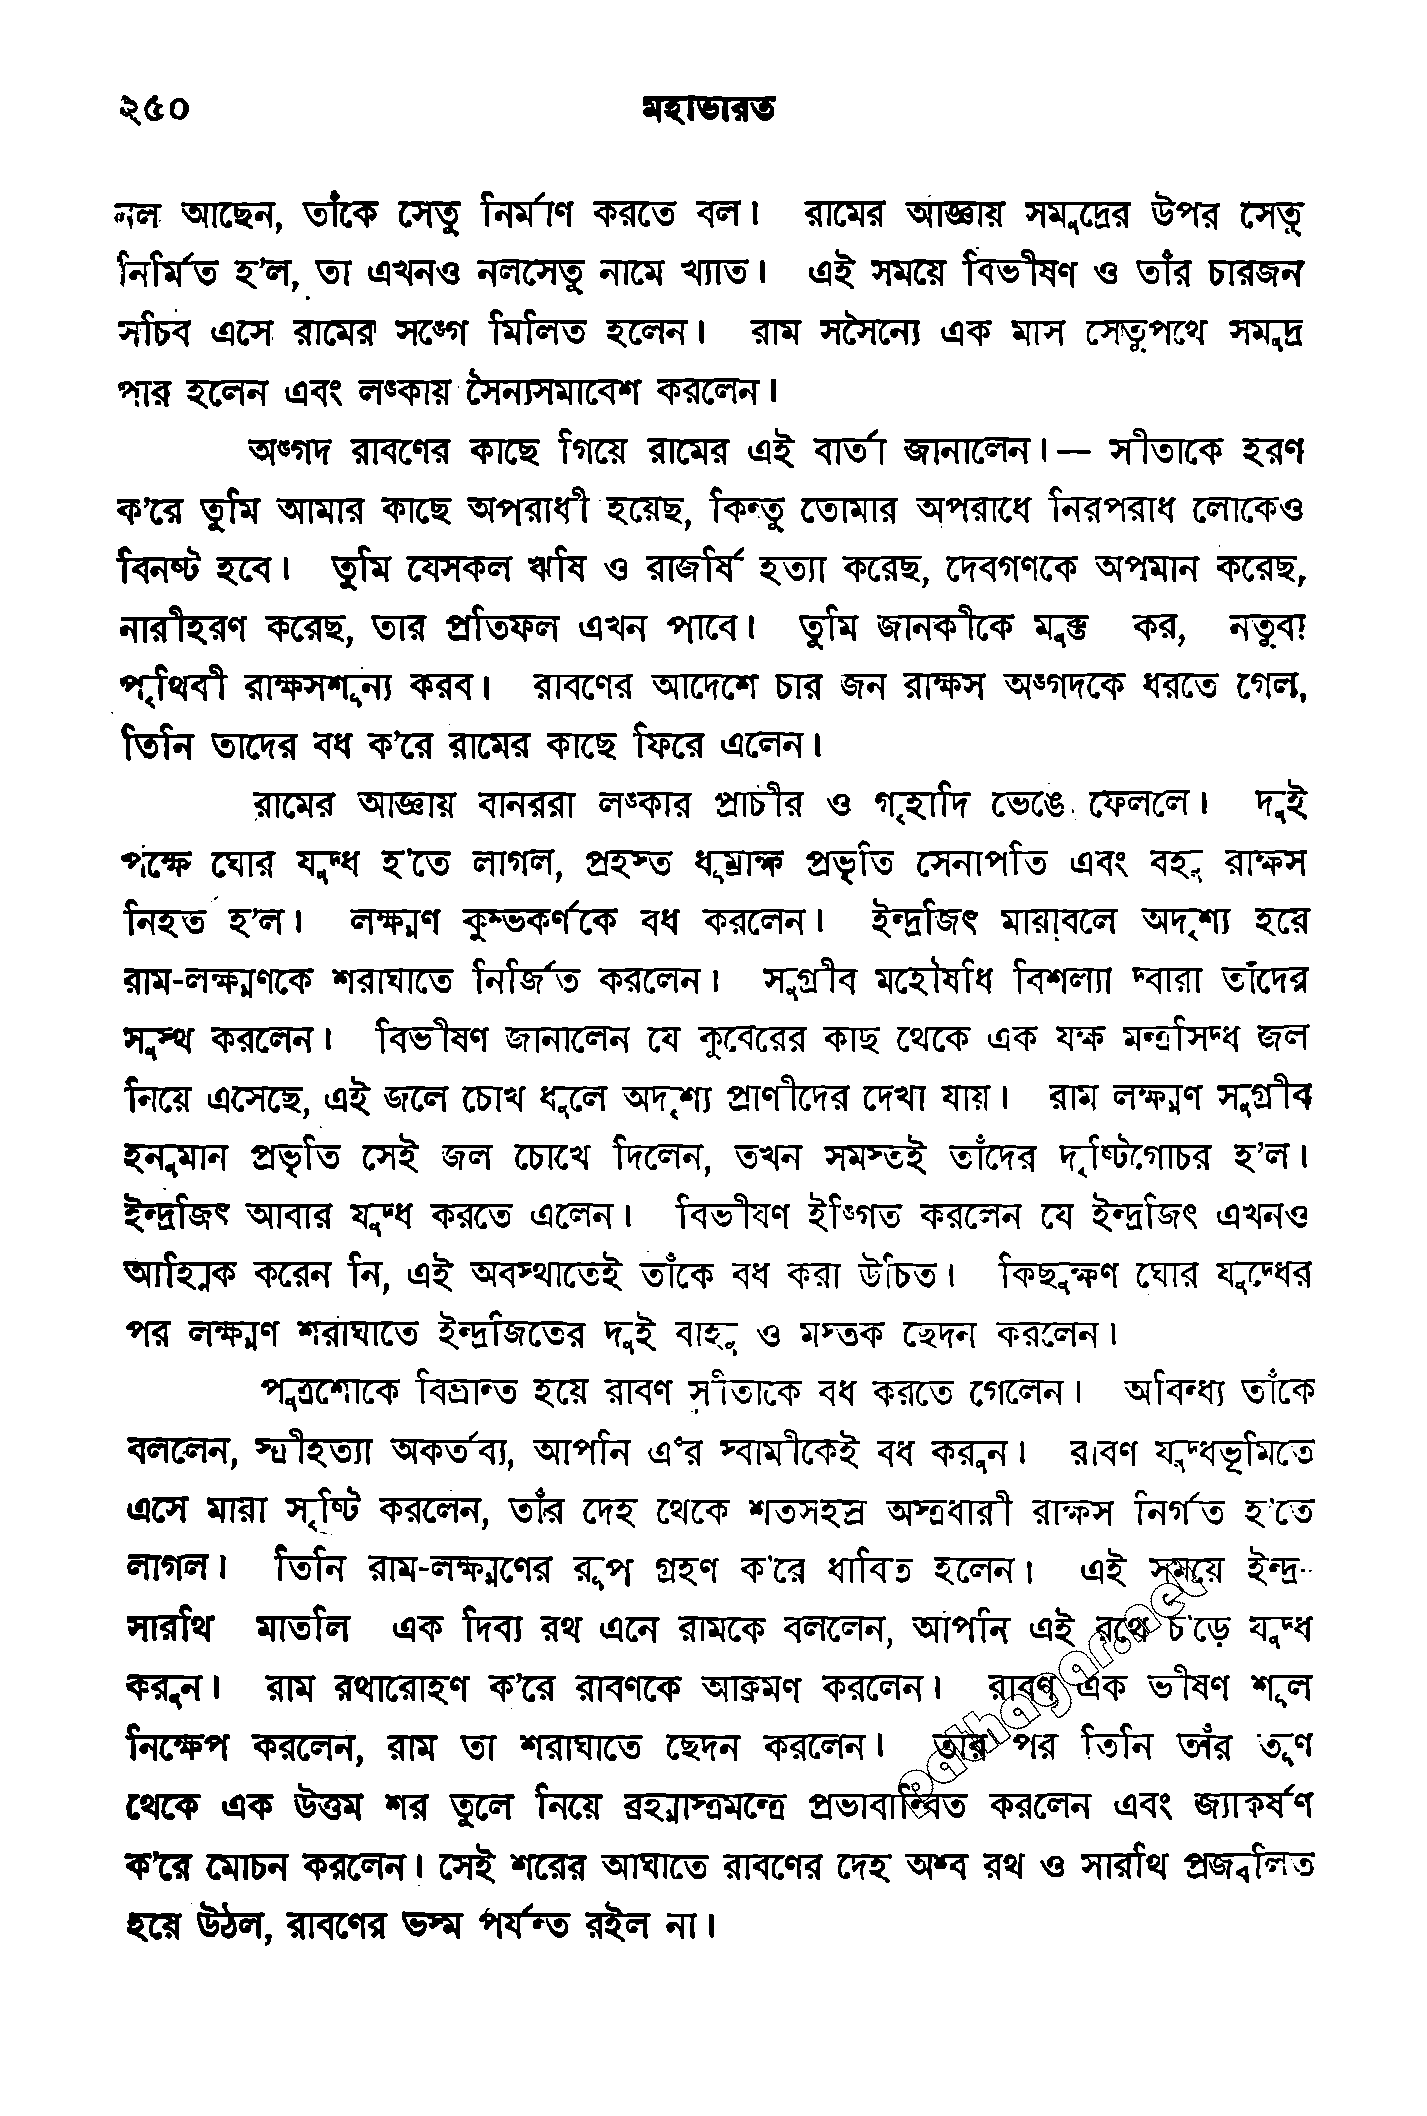 ২৫০ মহাভারত
নল আছেন, তাঁকে সেতু নির্মাণ করতে বল। রামের আজ্ঞায় সমুদ্রের উপর সেতু
নির্মিত হ'ল, তা এখনও নলসেতু নামে খ্যাত। এই সময়ে বিভীষণ ও তাঁর চারজন
সচিব এসে রামের সঙ্গে মিলিত হলেন। রাম সসৈন্যে এক মাস সেতুপথে সমুদ্র
পার হলেন এবং লঙ্কায় সৈন্যসমাবেশ করলেন।
অঙ্গদ রাবণের কাছে গিয়ে রামের এই বার্তা জানালেন।— সীতাকে হরণ
ক'রে তুমি আমার কাছে অপরাধী হয়েছ, কিন্তু তোমার অপরাধে নিরপরাধ লোকেও
বিনষ্ট হবে। তুমি যেসকল ঋষি ও রাজর্ষি হত্যা করেছ, দেবগণকে অপমান করেছ,
নারীহরণ করেছ, তার প্রতিফল এখন পাবে। তুমি জানকীকে মুক্ত কর, নতুবা
পৃথিবী রাক্ষসশূন্য করব। রাবণের আদেশে চার জন রাক্ষস অঙ্গদকে ধরতে গেল,
তিনি তাদের বধ ক'রে রামের কাছে ফিরে এলেন।
রামের আজ্ঞায় বানররা লঙ্কার প্রাচীর ও গৃহাদি ভেঙে ফেললে। দুই
পক্ষে ঘোর যুদ্ধ হ'তে লাগল, প্রহস্ত ধূম্রাক্ষ প্রভৃতি সেনাপতি এবং বহু রাক্ষস
নিহত হ'ল। লক্ষ্মণ কুম্ভকর্ণকে বধ করলেন। ইন্দ্রজিৎ মায়াবলে অদৃশ্য হয়ে
রাম-লক্ষ্মণকে শরাঘাতে নির্জিত করলেন। সুগ্রীব মহৌষধি বিশল্যা দ্বারা তাঁদের
সুস্থ করলেন। বিভীষণ জানালেন যে কুবেরের কাছ থেকে এক যক্ষ মন্ত্রসিদ্ধ জল
নিয়ে এসেছে, এই জলে চোখ ধুলে অদৃশ্য প্রাণীদের দেখা যায়। রাম লক্ষ্মণ সুগ্রীব
হনুমান প্রভৃতি সেই জল চোখে দিলেন, তখন সমস্তই তাঁদের দৃষ্টিগোচর হ'ল।
ইন্দ্রজিৎ আবার যুদ্ধ করতে এলেন। বিভীষণ ইঙ্গিত করলেন যে ইন্দ্রজিৎ এখনও
আহ্নিক করেন নি, এই অবস্থাতেই তাঁকে বধ করা উচিত। কিছুক্ষণ ঘোর যুদ্ধের
পর লক্ষ্মণ শরাঘাতে ইন্দ্রজিতের দুই বাহু ও মস্তক ছেদন করলেন।
পুত্রশোকে বিভ্রান্ত হয়ে রাবণ সীতাকে বধ করতে গেলেন। অবিন্ধ্য তাঁকে
বললেন, স্ত্রীহত্যা অকর্তব্য, আপনি এঁর স্বামীকেই বধ করুন। রাবণ যুদ্ধভূমিতে
এসে মায়া সৃষ্টি করলেন, তাঁর দেহ থেকে শতসহস্র অস্ত্রধারী রাক্ষস নির্গত হ'তে
লাগল। তিনি রাম-লক্ষ্মণের রূপ গ্রহণ ক'রে ধাবিত হলেন। এই সময়ে ইন্দ্র-
সারথি মাতলি এক দিব্য রথ এনে রামকে বললেন, আপনি এই রথে চ'ড়ে যুদ্ধ
করুন। রাম রথারোহণ ক'রে রাবণকে আক্রমণ করলেন। রাবণ এক ভীষণ শূল
নিক্ষেপ করলেন, রাম তা শরাঘাতে ছেদন করলেন। তার পর তিনি তাঁর তূণ
থেকে এক উত্তম শর তুলে নিয়ে ব্রহ্মাস্ত্রমন্ত্রে প্রভাবান্বিত করলেন এবং জ্যাকর্ষণ
ক'রে মোচন করলেন। সেই শরের আঘাতে রাবণের দেহ অশ্ব রথ ও সারথি প্রজ্বলিত
হয়ে উঠল, রাবণের ভস্ম পর্যন্ত রইল না।
pathagar.net